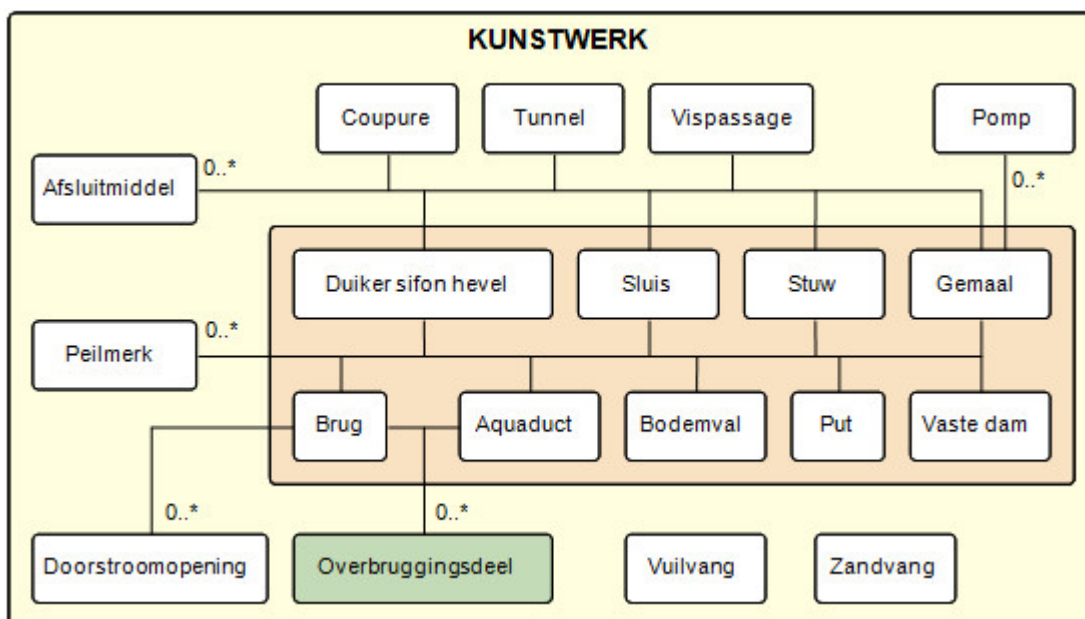 KUNSTWERK
Coupure
Tunnel
Vispassage
Pomp
Afsluitmiddel
0..*
0..*
Duiker sifon hevel
Sluis
Stuw
Gemaal
Peilmerk
0..*
Brug
Aquaduct
Bodemval
Put
Vaste dam
0..*
0..*
Doorstroomopening
Overbruggingsdeel
Vuilvang
Zandvang